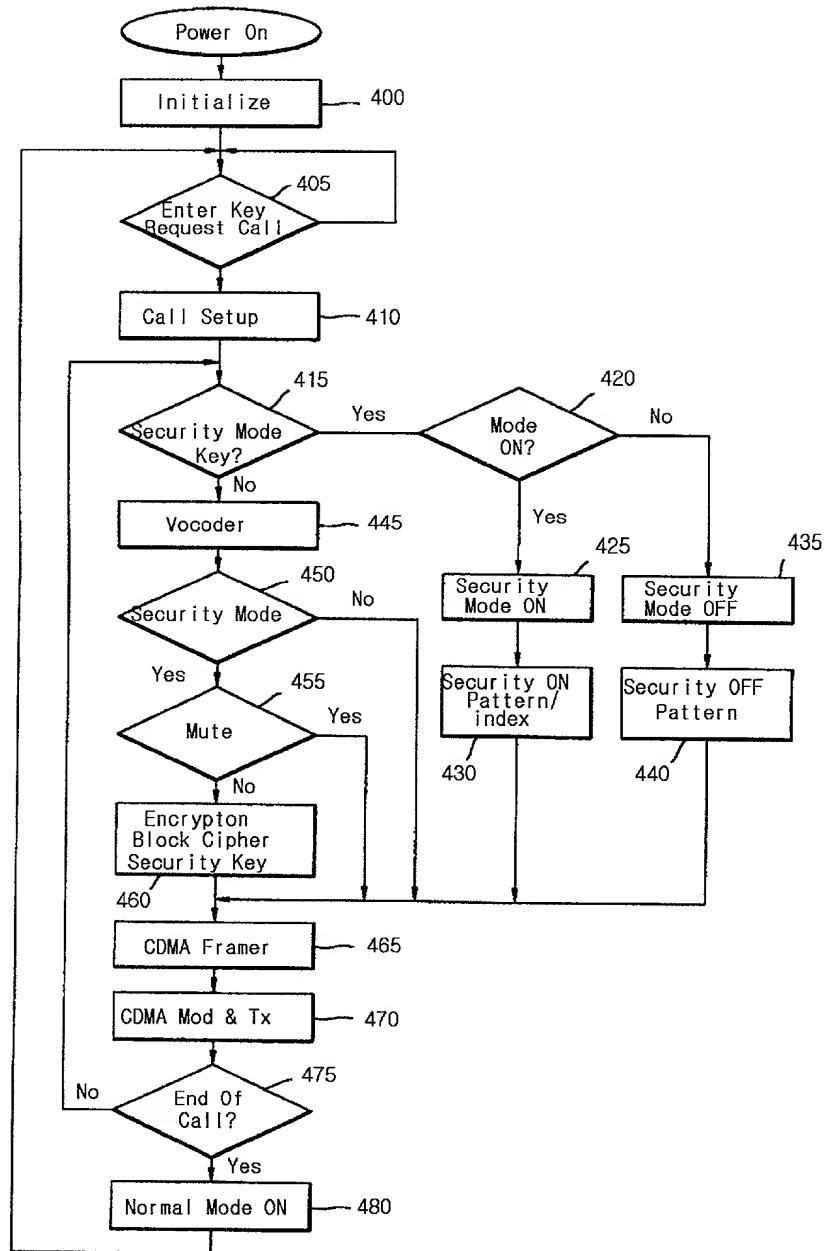 Power On
Initialize
400
405
Enter Key
Request Call
Call Setup
410
415
Security Mode
Key?
Yes
No
420
Mode
ON?
Yes
No
Vocoder
445
425
Security
Mode ON
435
Security
Mode OFF
450
Security Mode
No
Yes
Security ON
Pattern/
index
430
Security OFF
Pattern
440
455
Mute
Yes
No
Encrypton
Block Cipher
Security Key
460
CDMA Framer
465
CDMA Mod & Tx
470
475
End Of
Call?
No
Yes
Normal Mode ON
480